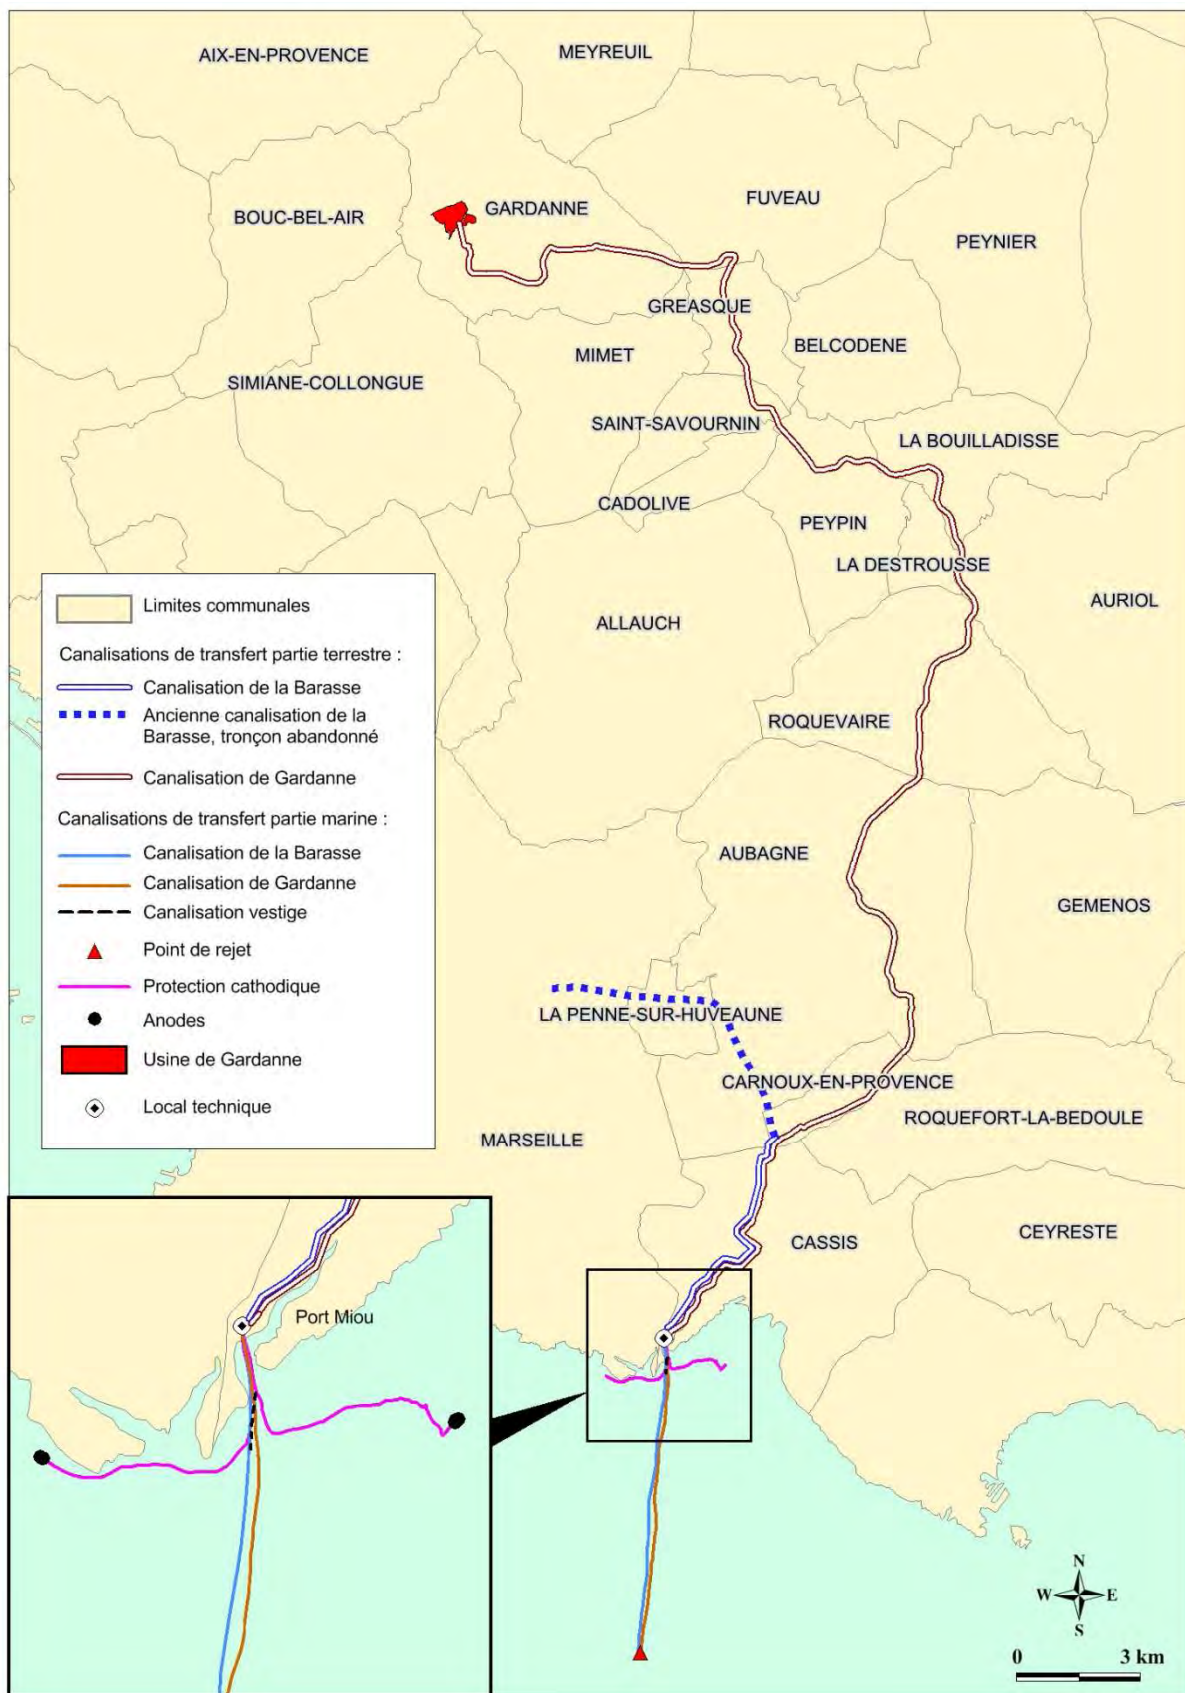 AIX-EN-PROVENCE
MEYREUIL
BOUC-BEL-AIR
GARDANNE
FUVEAU
PEYNIER
GREASQUE
MIMET
BELCODENE
SIMIANE-COLLONGUE
SAINT-SAVOURNIN
LA BOUILLADISSE
CADOLIVE
PEYPIN
LA DESTROUSSE
AURIOL
ALLAUCH
ROQUEVAIRE
AUBAGNE
GEMENOS
LA PENNE-SUR-HUVEAUNE
CARNOUX-EN-PROVENCE
ROQUEFORT-LA-BEDOULE
MARSEILLE
CASSIS
CEYRESTE
Limites communales
Canalisations de transfert partie terrestre :
Canalisation de la Barasse
Ancienne canalisation de la
Barasse, tronçon abandonné
Canalisation de Gardanne
Canalisations de transfert partie marine :
Canalisation de la Barasse
Canalisation de Gardanne
Canalisation vestige
Point de rejet
Protection cathodique
Anodes
Usine de Gardanne
Local technique
Port Miou
N
W E
S
0 3 km